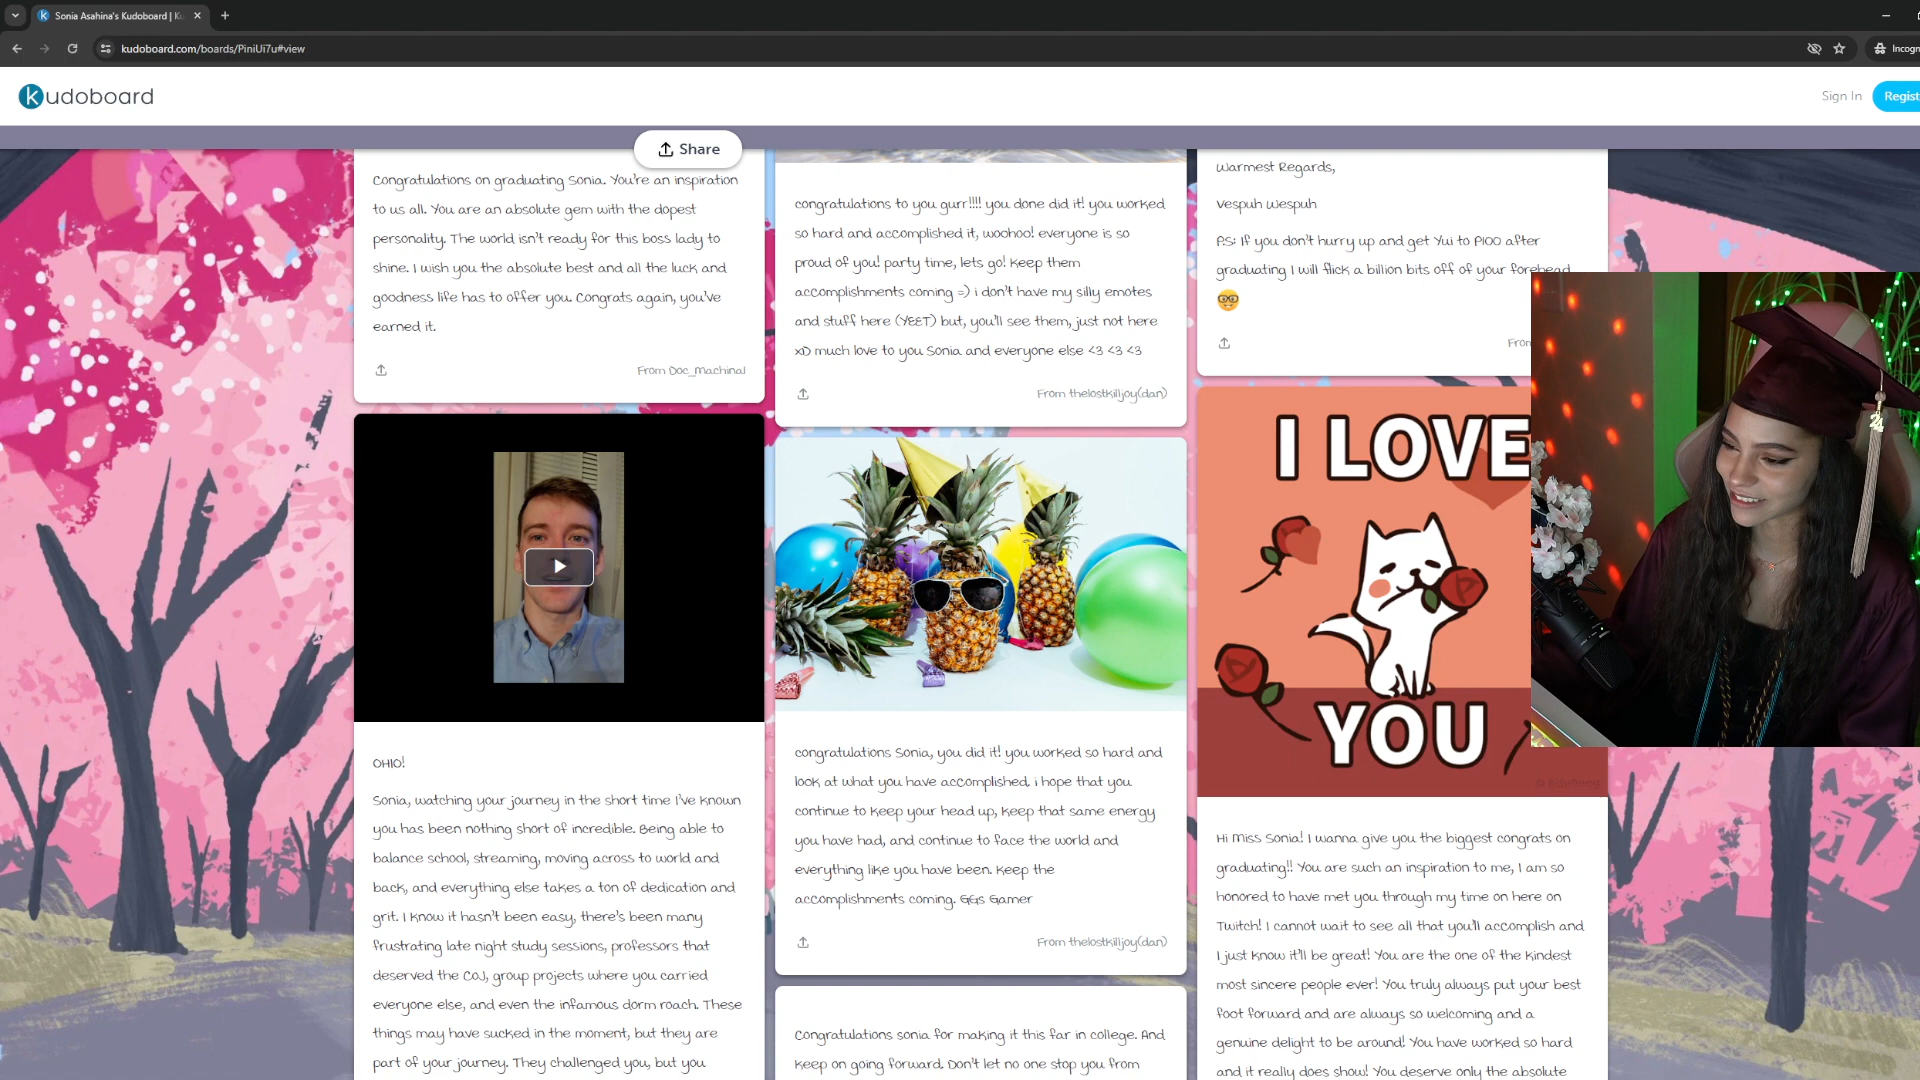 Sonia Asahina's Kudoboard | Ku
kudoboard.com/boards/PiniUi7u#view
Incogn
kudoboard
Sign In
Regist
Share
Congratulations on graduating Sonia. You're an inspiration
to us all. You are an absolute gem with the dopest
personality. The world isn't ready for this boss lady to
shine. I wish you the absolute best and all the luck and
goodness life has to offer you. Congrats again, you've
earned it.
From Doc_Machina1
OHIO!
Sonia, watching your journey in the short time I've known
you has been nothing short of incredible. Being able to
balance school, streaming, moving across to world and
back, and everything else takes a ton of dedication and
grit. I know it hasn't been easy, there's been many
frustrating late night study sessions, professors that
deserved the COJ, group projects where you carried
everyone else, and even the infamous dorm roach. These
things may have sucked in the moment, but they are
part of your journey. They challenged you, but you
congratulations to you gurr!!!! you done did it! you worked
so hard and accomplished it, woohoo! everyone is so
proud of you! party time, lets go! keep them
accomplishments coming =) i don't have my silly emotes
and stuff here (YEET) but, you'll see them, just not here
xD much love to you Sonia and everyone else <3 <3 <3
From thelostkilljoy(dan)
congratulations Sonia, you did it! you worked so hard and
look at what you have accomplished. i hope that you
continue to keep your head up, keep that same energy
you have had, and continue to face the world and
everything like you have been. keep the
accomplishments coming. GGs Gamer
From thelostkilljoy(dan)
Congratulations sonia for making it this far in college. And
keep on going forward. Don't let no one stop you from
Warmest Regards,
Vespuh Wespuh
P.S: If you don't hurry up and get Yui to P100 after
graduating I will flick a billion bits off of your forehead
From
I LOVE
YOU
Hi Miss Sonia! I wanna give you the biggest congrats on
graduating!! You are such an inspiration to me, I am so
honored to have met you through my time on here on
Twitch! I cannot wait to see all that you'll accomplish and
I just know it'll be great! You are the one of the kindest
most sincere people ever! You truly always put your best
foot forward and are always so welcoming and a
genuine delight to be around! You have worked so hard
and it really does show! You deserve only the absolute